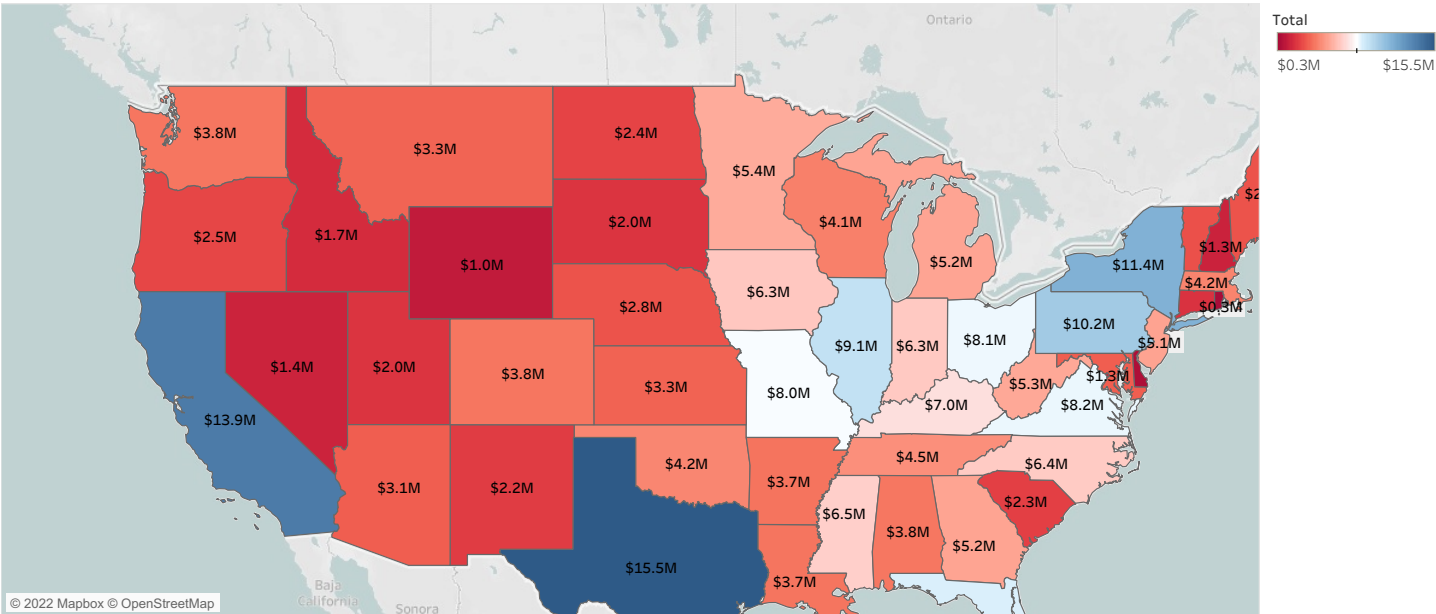 Ontario
Total
$0.3M $15.5M
$3.8M
$3.3M
$2.4M
$5.4M
$4.1M
$5.2M
$11.4M
$1.3M
$2
$2.5M
$1.7M
$1.0M
$2.0M
$4.2M
$0.3M
$6.3M
$2.8M
$9.1M
$6.3M
$8.1M
$10.2M
$5.1M
$1.4M
$2.0M
$3.8M
$3.3M
$8.0M
$7.0M
$5.3M
$1.3M
$8.2M
$13.9M
$3.1M
$2.2M
$4.2M
$3.7M
$4.5M
$6.4M
$6.5M
$3.8M
$5.2M
$2.3M
$15.5M
$3.7M
Baja
California
Sonora
© 2022 Mapbox © OpenStreetMap